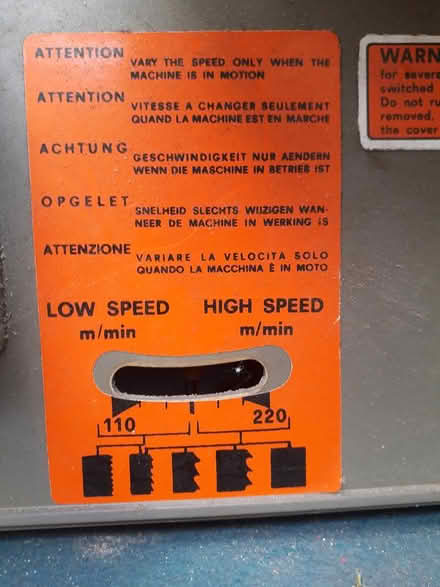 ATTENTION VARY THE SPEED ONLY WHEN THE
MACHINE IS IN MOTION
ATTENTION VITESSE A CHANGER SEULEMENT
QUAND LA MACHINE EST EN MARCHE
ACHTUNG GESCHWINDIGKEIT NUR AENDERN
WENN DIE MASCHINE IN BETRIEB IST
OPGELET SNELHEID SLECHTS WIJZIGEN WAN-
NEER DE MACHINE IN WERKING IS
ATTENZIONE VARIARE LA VELOCITA SOLO
QUANDO LA MACCHINA È IN MOTO
LOW SPEED HIGH SPEED
m/min m/min
110 220
WARN
for severa
switched
Do not ru
removed.
the cover